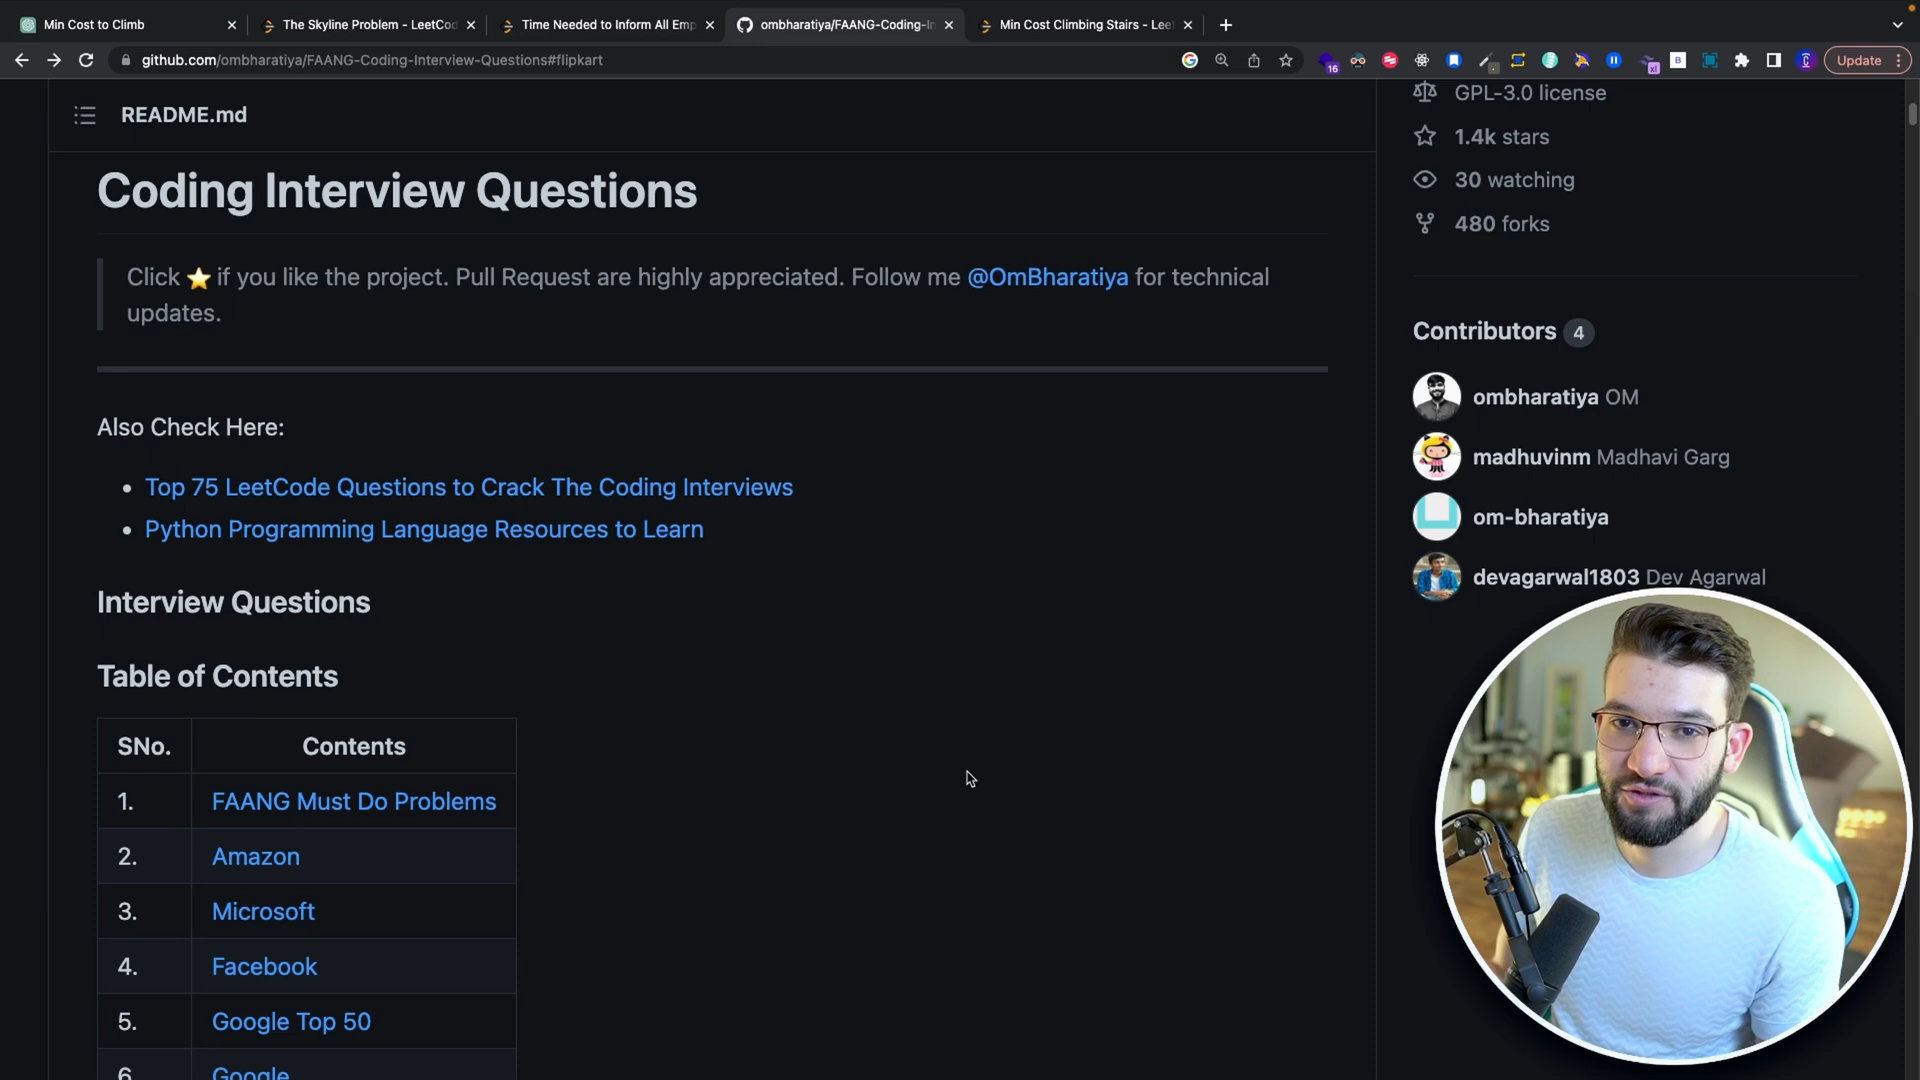 Min Cost to Climb
The Skyline Problem - LeetCod
Time Needed to Inform All Emp
ombharatiya/FAANG-Coding-In
Min Cost Climbing Stairs - Leet
github.com/ombharatiya/FAANG-Coding-Interview-Questions#flipkart
16
Update
README.md
GPL-3.0 license
1.4k stars
30 watching
480 forks
Coding Interview Questions
Click ⭐ if you like the project. Pull Request are highly appreciated. Follow me @OmBharatiya for technical
updates.
Contributors 4
ombharatiya OM
madhuvinm Madhavi Garg
om-bharatiya
devagarwal1803 Dev Agarwal
Also Check Here:
Top 75 LeetCode Questions to Crack The Coding Interviews
Python Programming Language Resources to Learn
Interview Questions
Table of Contents
SNo. Contents
1. FAANG Must Do Problems
2. Amazon
3. Microsoft
4. Facebook
5. Google Top 50
6. Google